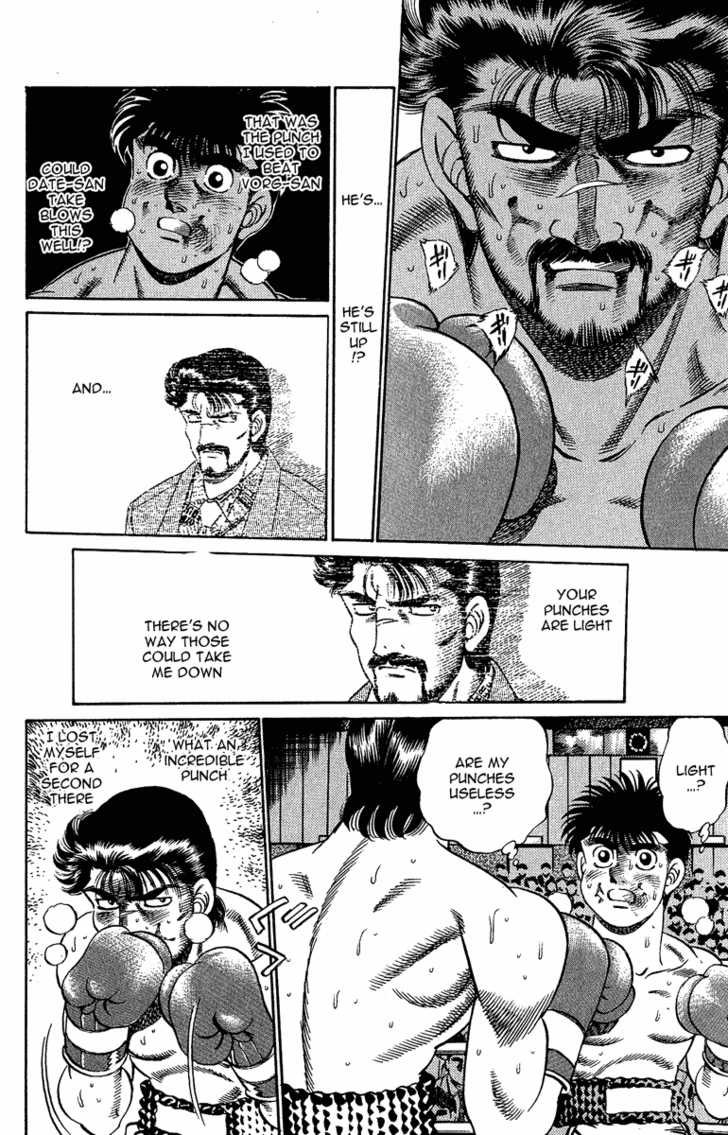 HE'S...
HE'S
STILL
UP
!?
THAT WAS
THE PUNCH
I USED TO
BEAT
VORG-SAN
COULD
DATE-SAN
TAKE
BLOWS
THIS
WELL!?
AND...
YOUR
PUNCHES
ARE LIGHT
THERE'S NO
WAY THOSE
COULD TAKE
ME DOWN
LIGHT
...?
ARE MY
PUNCHES
USELESS
...?
WHAT AN
INCREDIBLE
PUNCH
I LOST
MYSELF
FOR A
SECOND
THERE